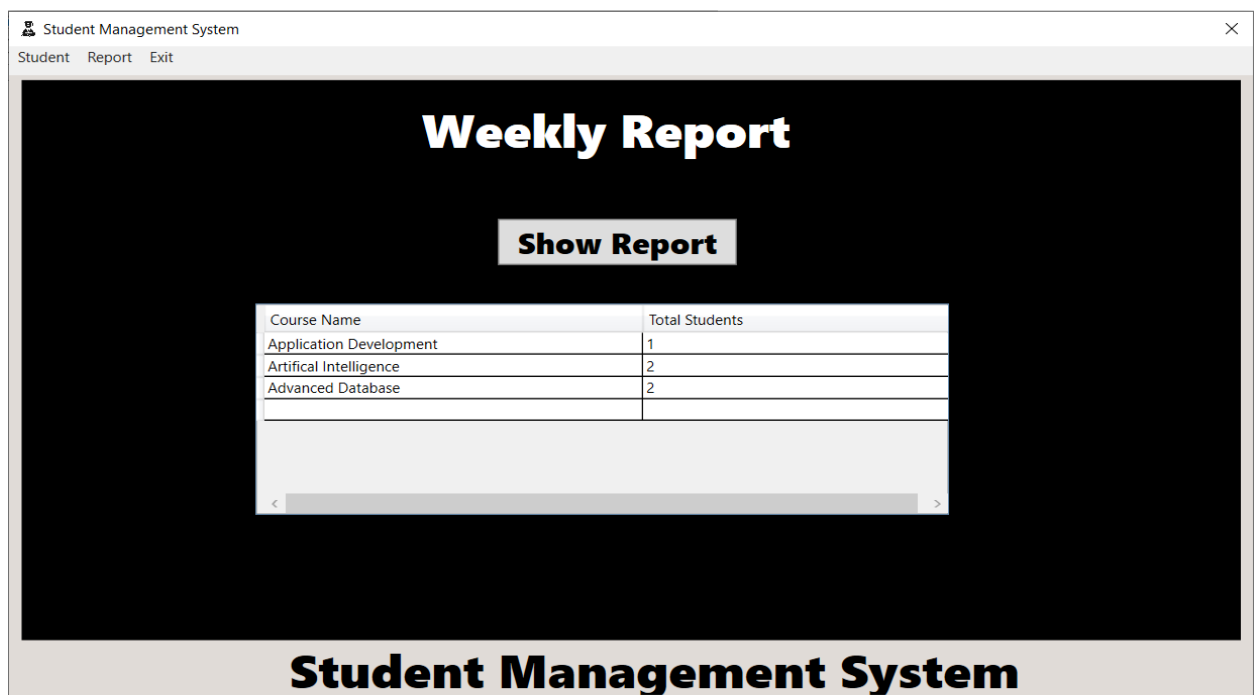 Student Management System
Student Report Exit
Weekly Report
Show Report
Course Name Total Students
Application Development 1
Artifical Intelligence 2
Advanced Database 2
Student Management System